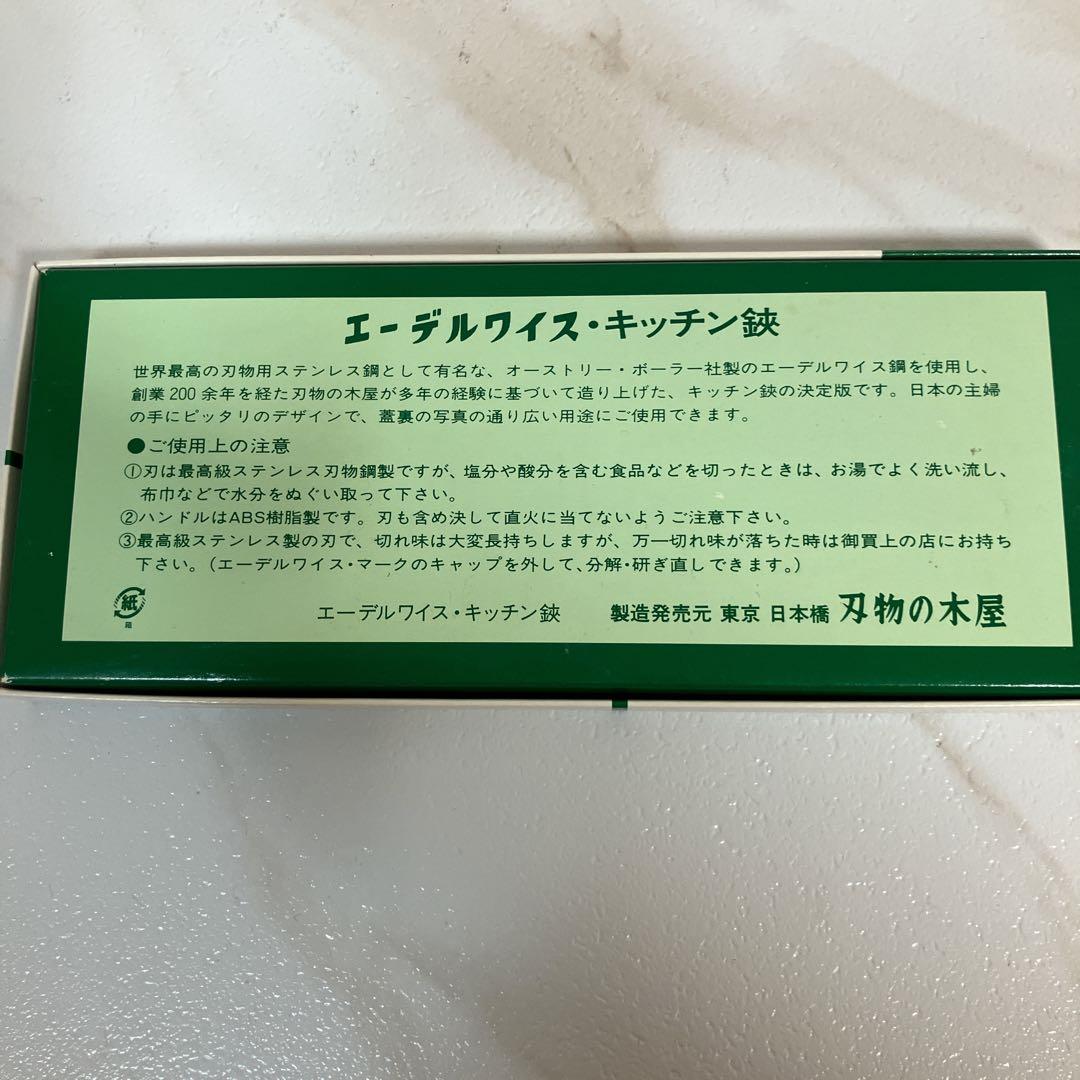 エーデルワイス・キッチン鋏
世界最高の刃物用ステンレス鋼として有名な、オーストリー・ボーラー社製のエーデルワイス鋼を使用し、
創業200余年を経た刃物の木屋が多年の経験に基づいて造り上げた、キッチン鋏の決定版です。日本の主婦
の手にピッタリのデザインで、蓋裏の写真の通り広い用途にご使用できます。
●ご使用上の注意
①刃は最高級ステンレス刃物鋼製ですが、塩分や酸分を含む食品などを切ったときは、お湯でよく洗い流し、
布巾などで水分をぬぐい取って下さい。
②ハンドルはABS樹脂製です。刃も含め決して直火に当てないようご注意下さい。
③最高級ステンレス製の刃で、切れ味は大変長持ちしますが、万一切れ味が落ちた時は御買上の店にお持ち
下さい。(エーデルワイス・マークのキャップを外して、分解・研ぎ直しできます。)
紙
箱
エーデルワイス・キッチン鋏 製造発売元 東京 日本橋 刃物の木屋